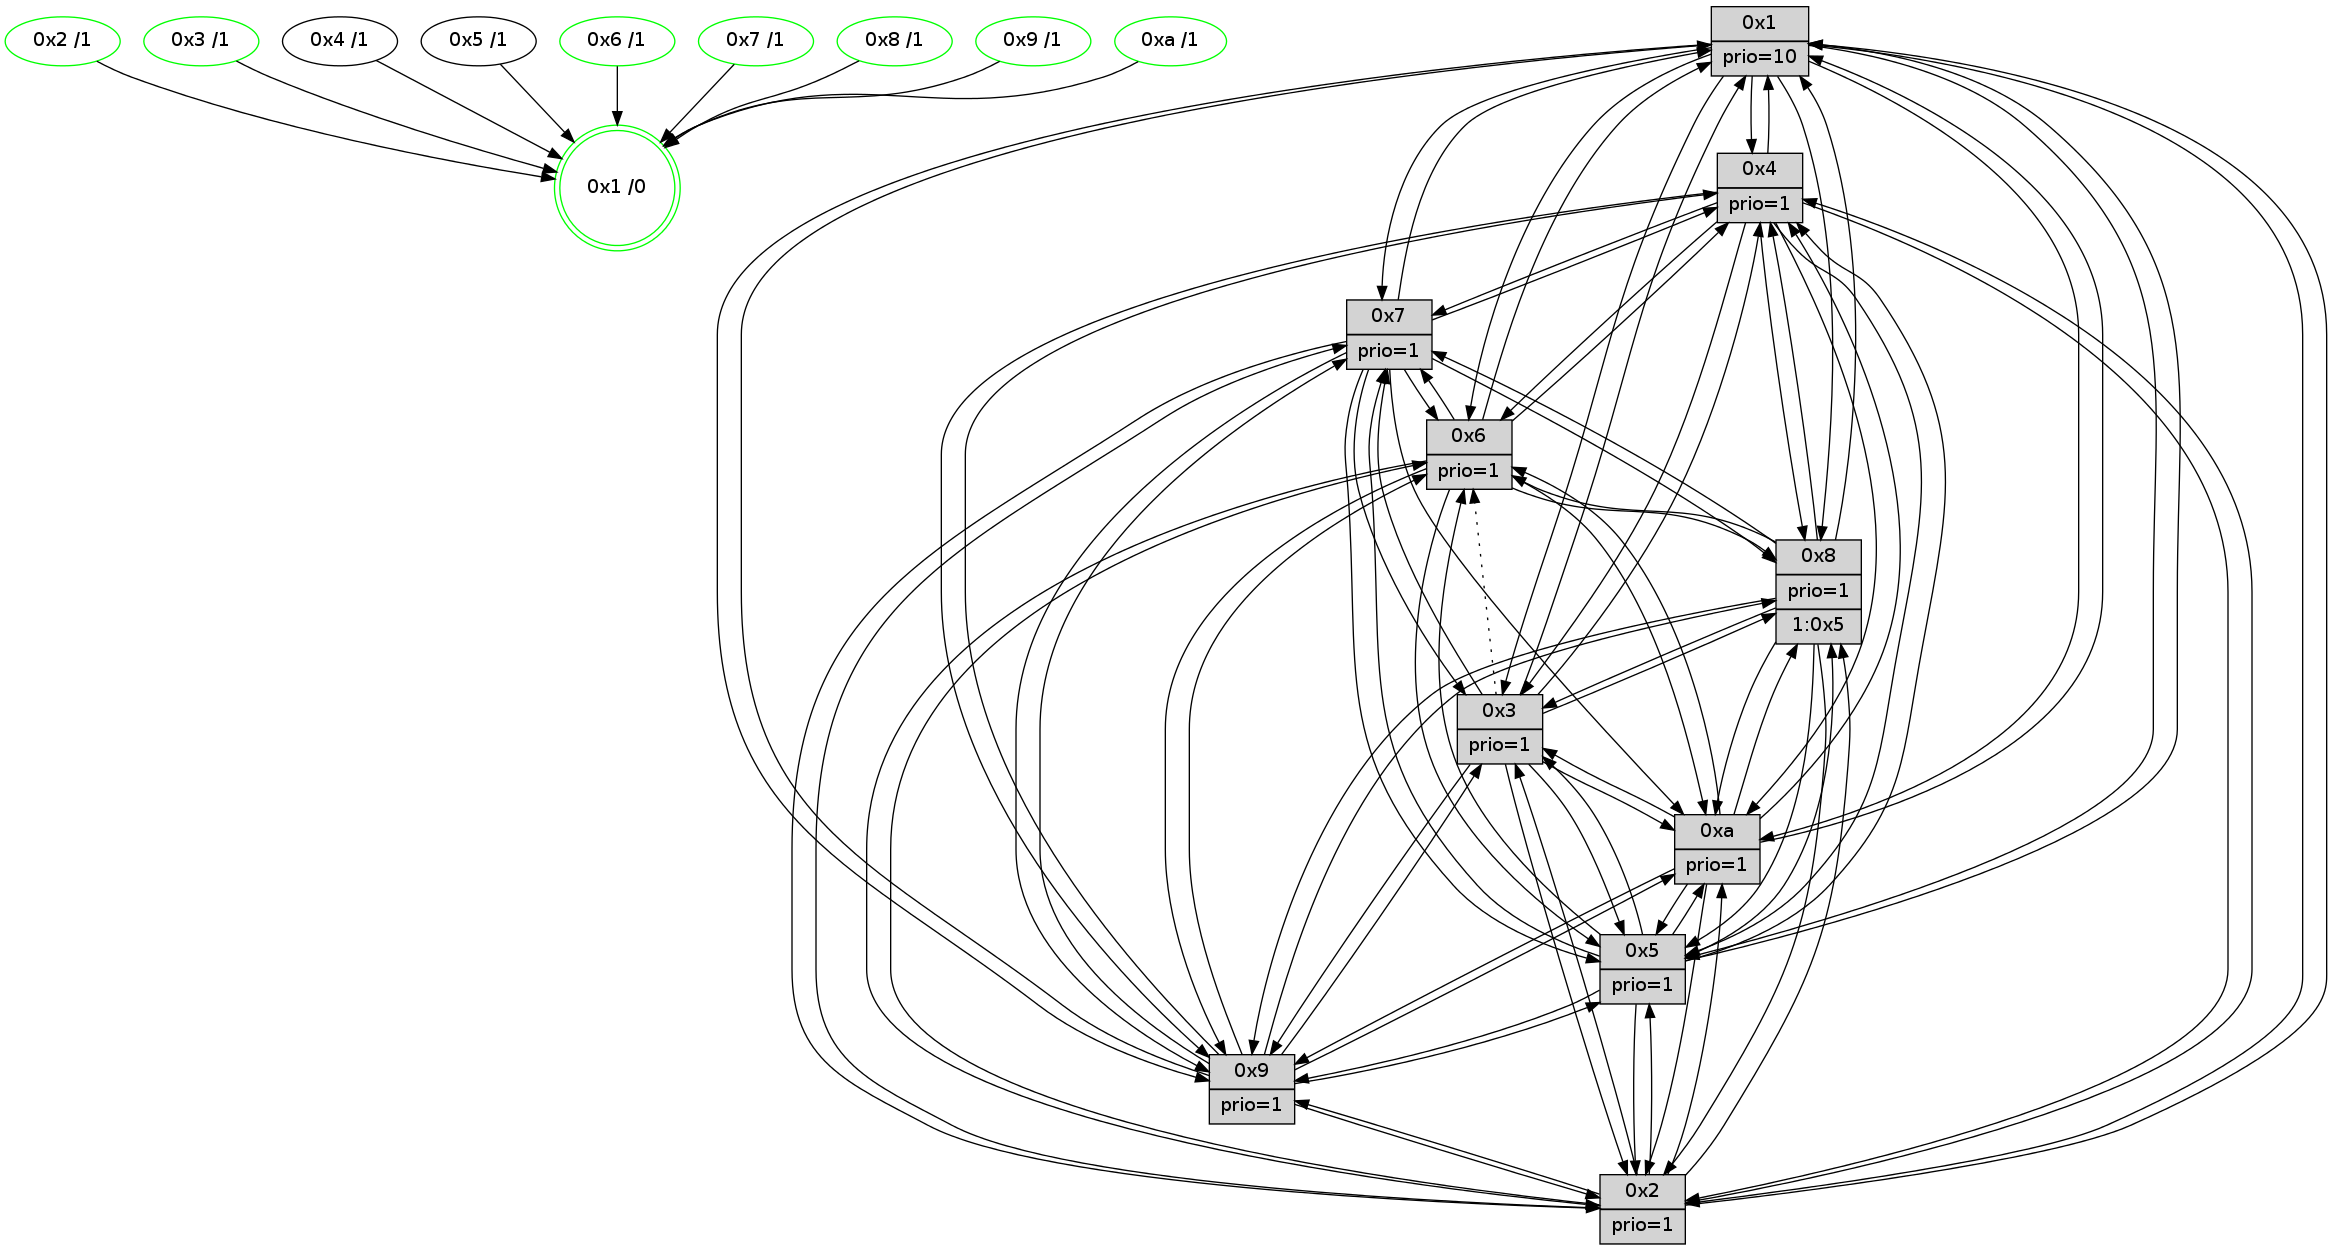 0x2 /1
0x3 /1
0x4 /1
0x5 /1
0x6 /1
0x7 /1
0x8 /1
0x9 /1
0xa /1
0x1 /0
0x1
prio=10
0x4
prio=1
0x7
prio=1
0x6
prio=1
0x8
prio=1
1:0x5
0x3
prio=1
0xa
prio=1
0x5
prio=1
0x9
prio=1
0x2
prio=1